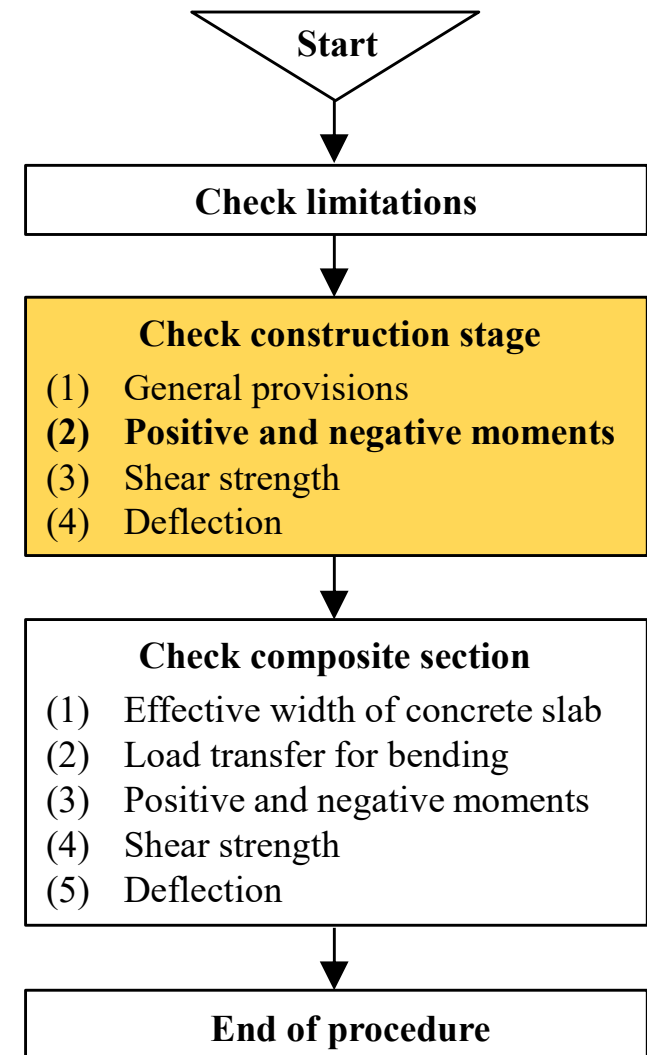 Start
Check limitations
Check construction stage
(1) General provisions
(2) Positive and negative moments
(3) Shear strength
(4) Deflection
Check composite section
(1) Effective width of concrete slab
(2) Load transfer for bending
(3) Positive and negative moments
(4) Shear strength
(5) Deflection
End of procedure